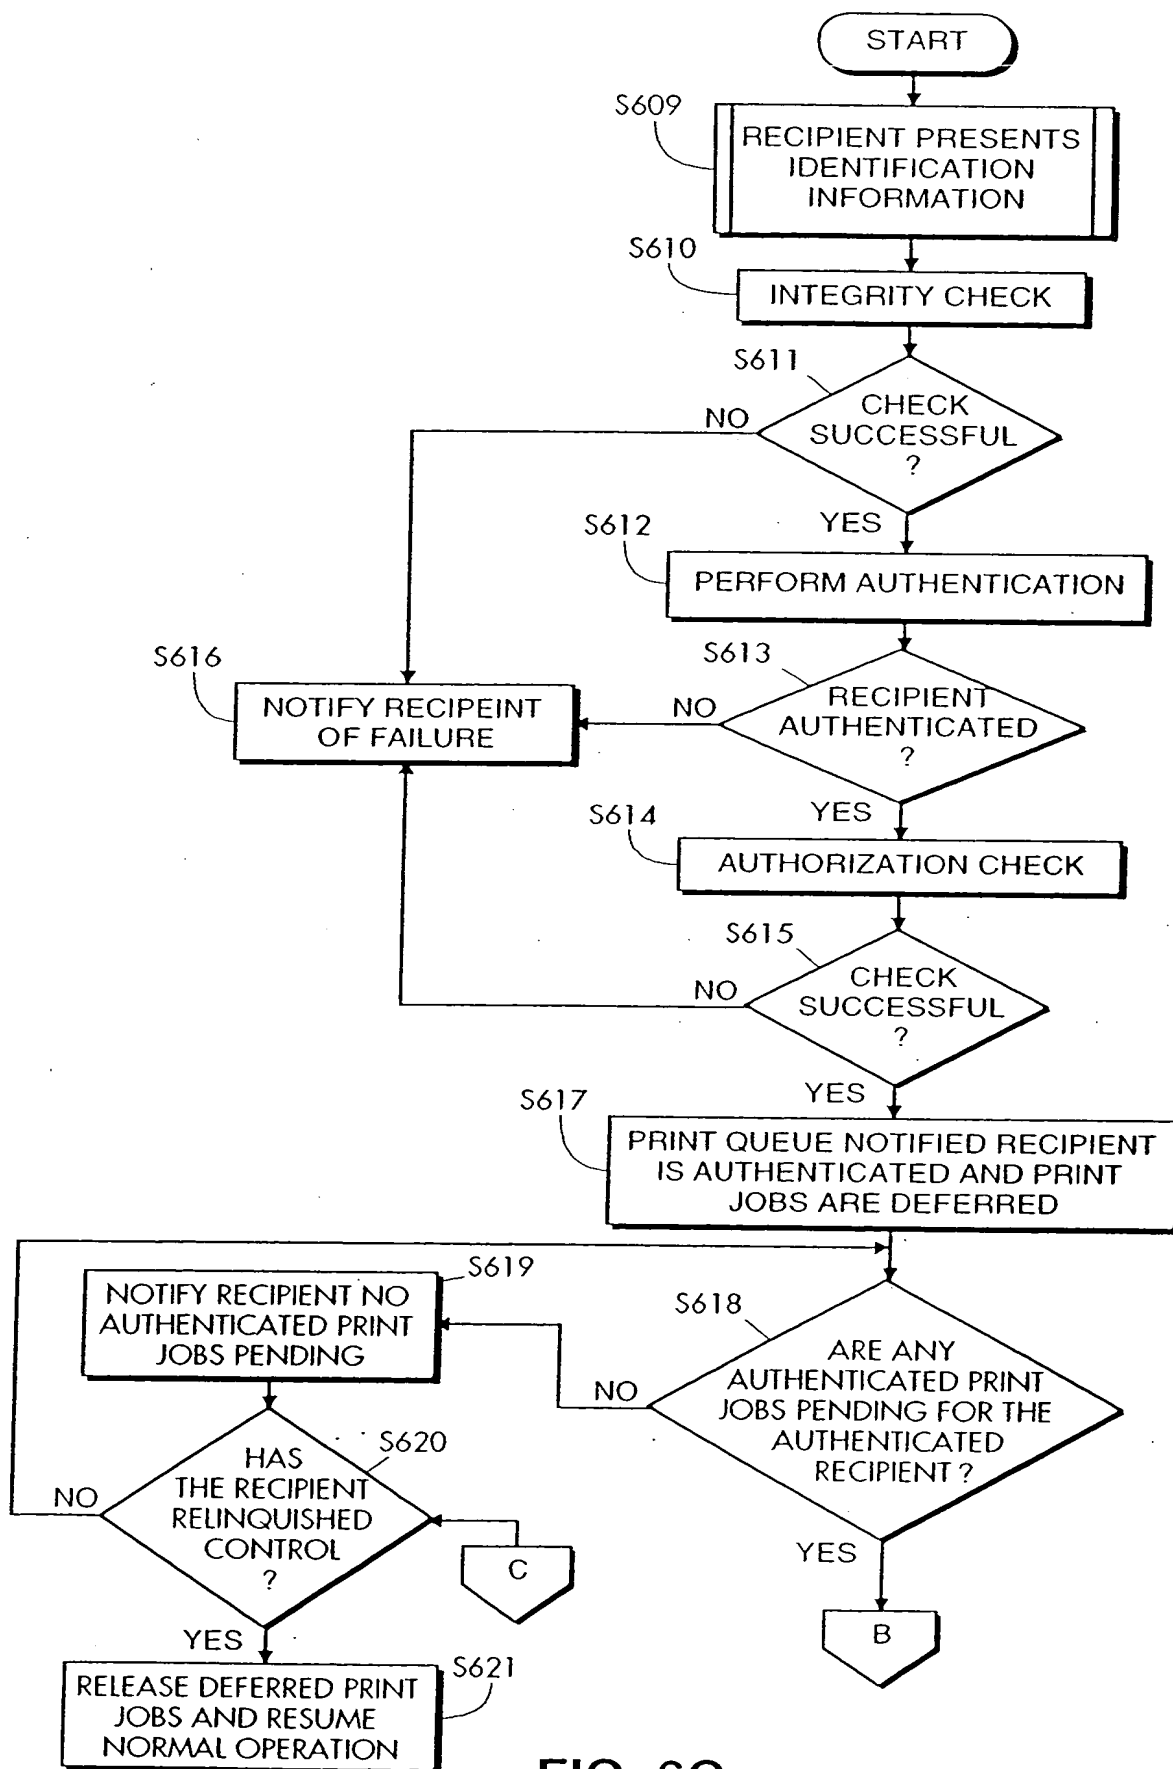 START
S609
RECIPIENT PRESENTS
IDENTIFICATION
INFORMATION
S610
INTEGRITY CHECK
S611
CHECK
SUCCESSFUL
?
NO
YES
S612
PERFORM AUTHENTICATION
S616
NOTIFY RECIPEINT
OF FAILURE
S613
RECIPIENT
AUTHENTICATED
?
NO
YES
S614
AUTHORIZATION CHECK
S615
CHECK
SUCCESSFUL
?
NO
YES
S617
PRINT QUEUE NOTIFIED RECIPIENT
IS AUTHENTICATED AND PRINT
JOBS ARE DEFERRED
S619
NOTIFY RECIPIENT NO
AUTHENTICATED PRINT
JOBS PENDING
S618
ARE ANY
AUTHENTICATED PRINT
JOBS PENDING FOR THE
AUTHENTICATED
RECIPIENT ?
NO
YES
S620
HAS
THE RECIPIENT
RELINQUISHED
CONTROL
?
NO
YES
C
B
S621
RELEASE DEFERRED PRINT
JOBS AND RESUME
NORMAL OPERATION